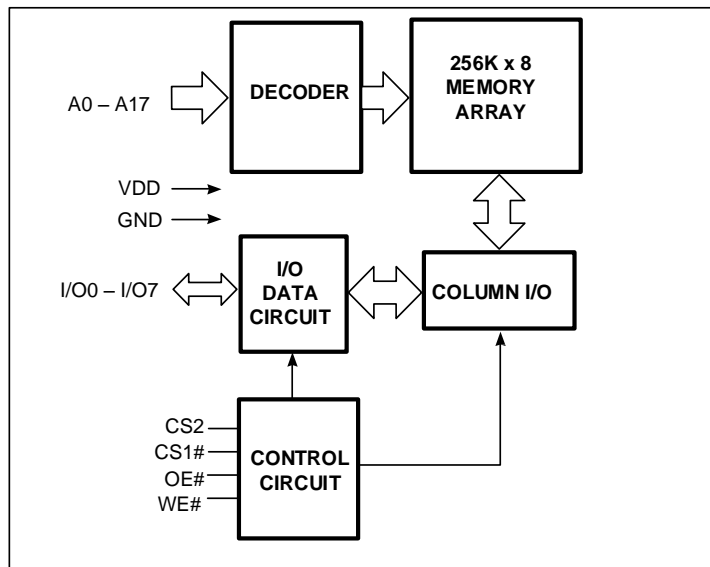 A0 – A17
DECODER
256K x 8
MEMORY
ARRAY
VDD
GND
I/O0 – I/O7
I/O
DATA
CIRCUIT
COLUMN I/O
CS2
CS1#
OE#
WE#
CONTROL
CIRCUIT